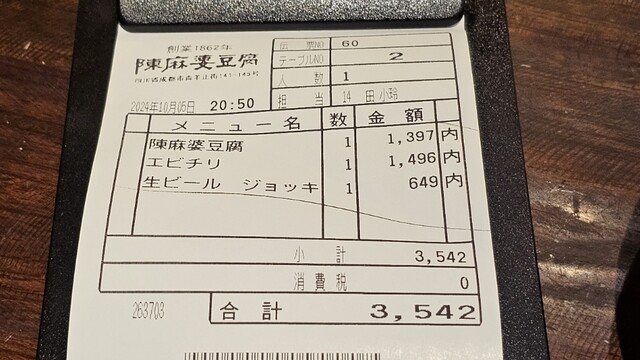 創業1862年
陳麻婆豆腐
伝票NO 60
テーブルNO 2
人数 1
担当 14 田 小玲
2024年10月05日 20:50
メニュー名 数 金額
陳麻婆豆腐 1 1,397 内
エビチリ 1 1,496 内
生ビール ジョッキ 1 649 内
小計 3,542
消費税 0
263703 合計 3,542